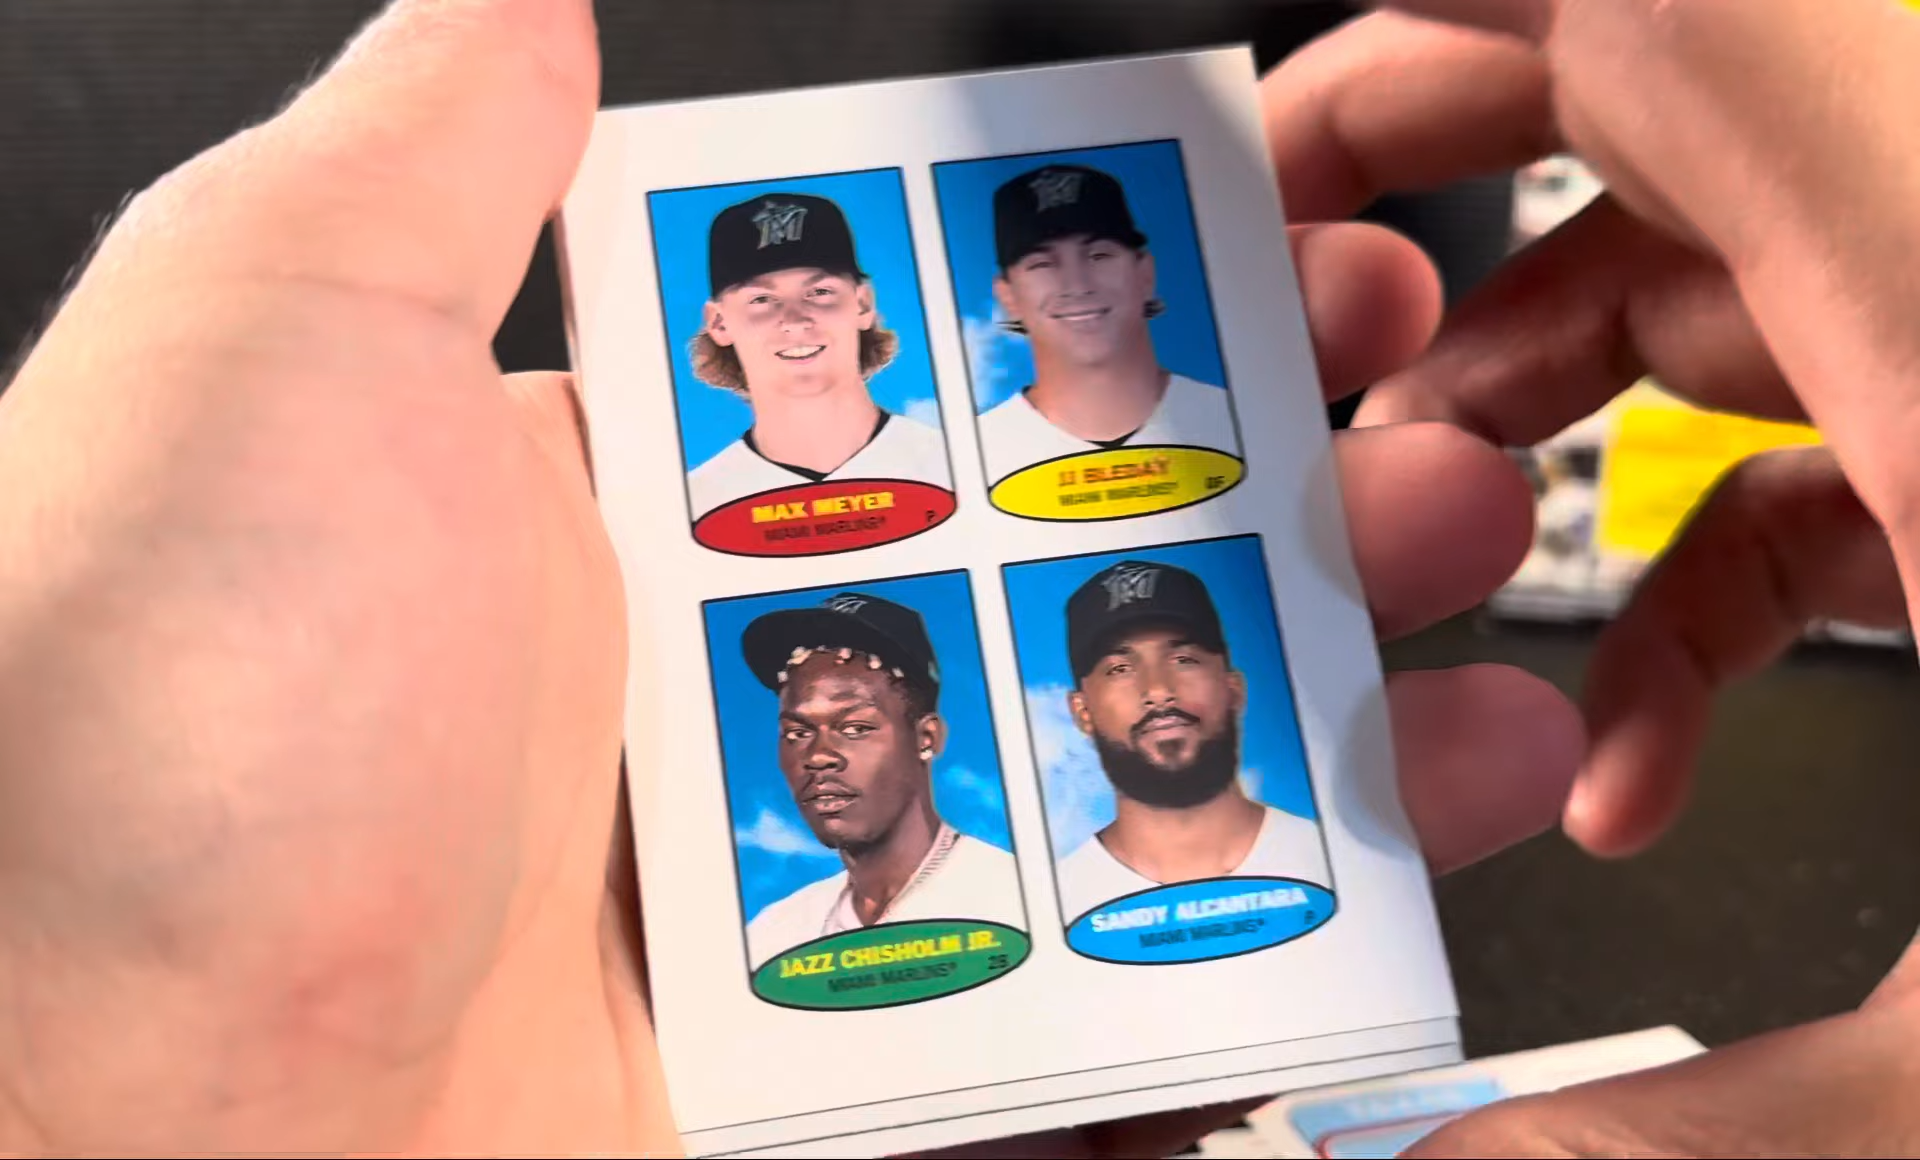 MAX MEYER
MIAMI MARLINS®
P
JJ BLEDAY
MIAMI MARLINS®
OF
JAZZ CHISHOLM JR.
MIAMI MARLINS®
2B
SANDY ALCANTARA
MIAMI MARLINS®
P